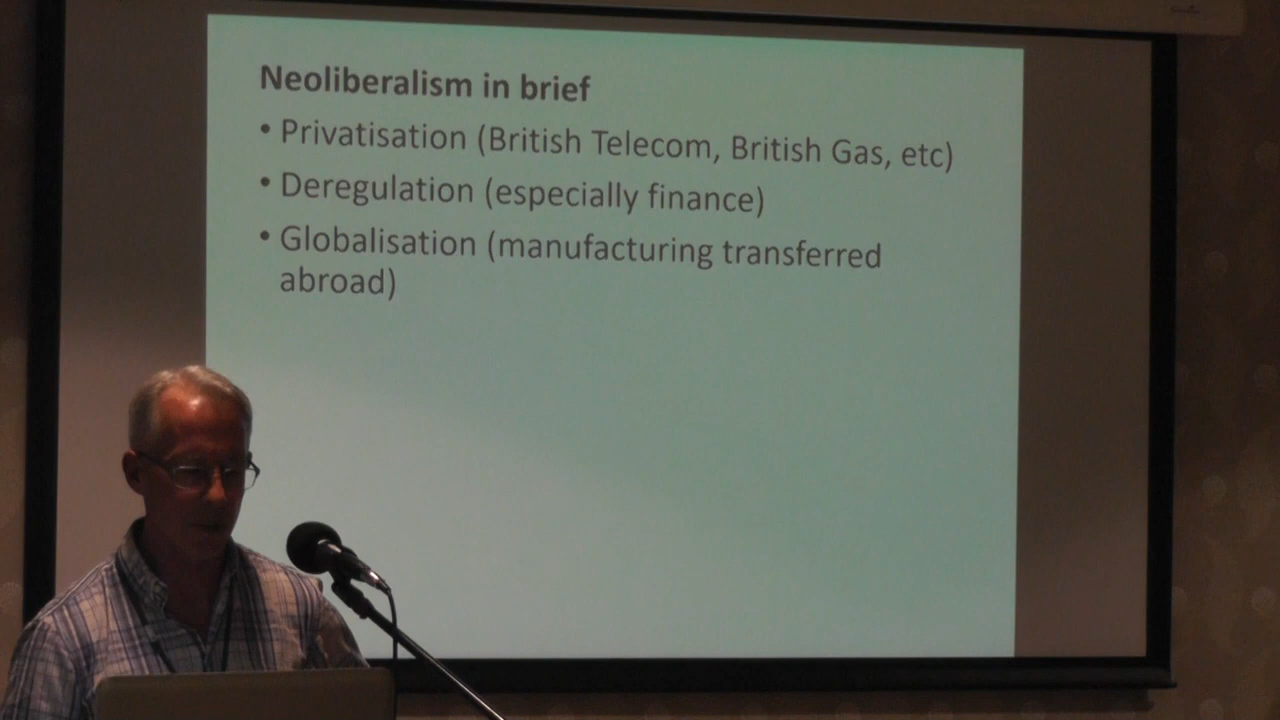 Neoliberalism in brief
• Privatisation (British Telecom, British Gas, etc)
• Deregulation (especially finance)
• Globalisation (manufacturing transferred
abroad)